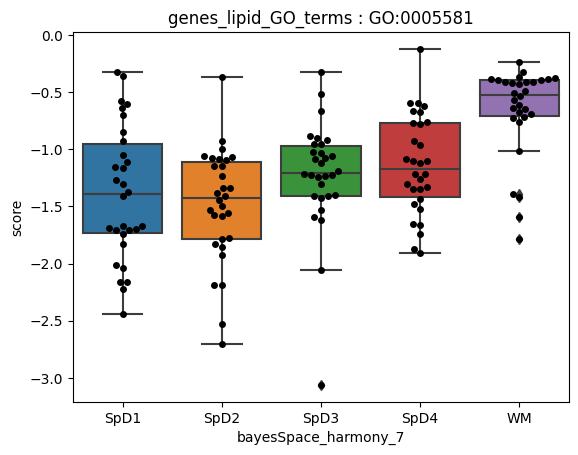 genes_lipid_GO_terms : GO:0005581
0.0
−0.5
−1.0
−1.5
−2.0
−2.5
−3.0
score
SpD1 SpD2 SpD3 SpD4 WM
bayesSpace_harmony_7